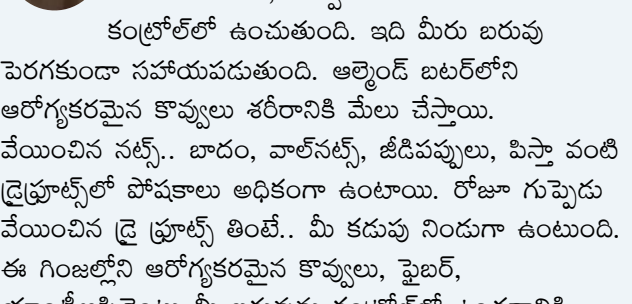 కంట్రోల్‌లో ఉంచుతుంది. ఇది మీరు బరువు
పెరగకుండా సహాయపడుతుంది. ఆల్మెండ్ బటర్‌లోని
ఆరోగ్యకరమైన కొవ్వులు శరీరానికి మేలు చేస్తాయి.
వేయించిన నట్స్.. బాదం, వాల్‌నట్స్, జీడిపప్పులు, పిస్తా వంటి
డ్రైఫ్రూట్స్‌లో పోషకాలు అధికంగా ఉంటాయి. రోజూ గుప్పెడు
వేయించిన డ్రై ఫ్రూట్స్ తింటే.. మీ కడుపు నిండుగా ఉంటుంది.
ఈ గింజల్లోని ఆరోగ్యకరమైన కొవ్వులు, ఫైబర్,